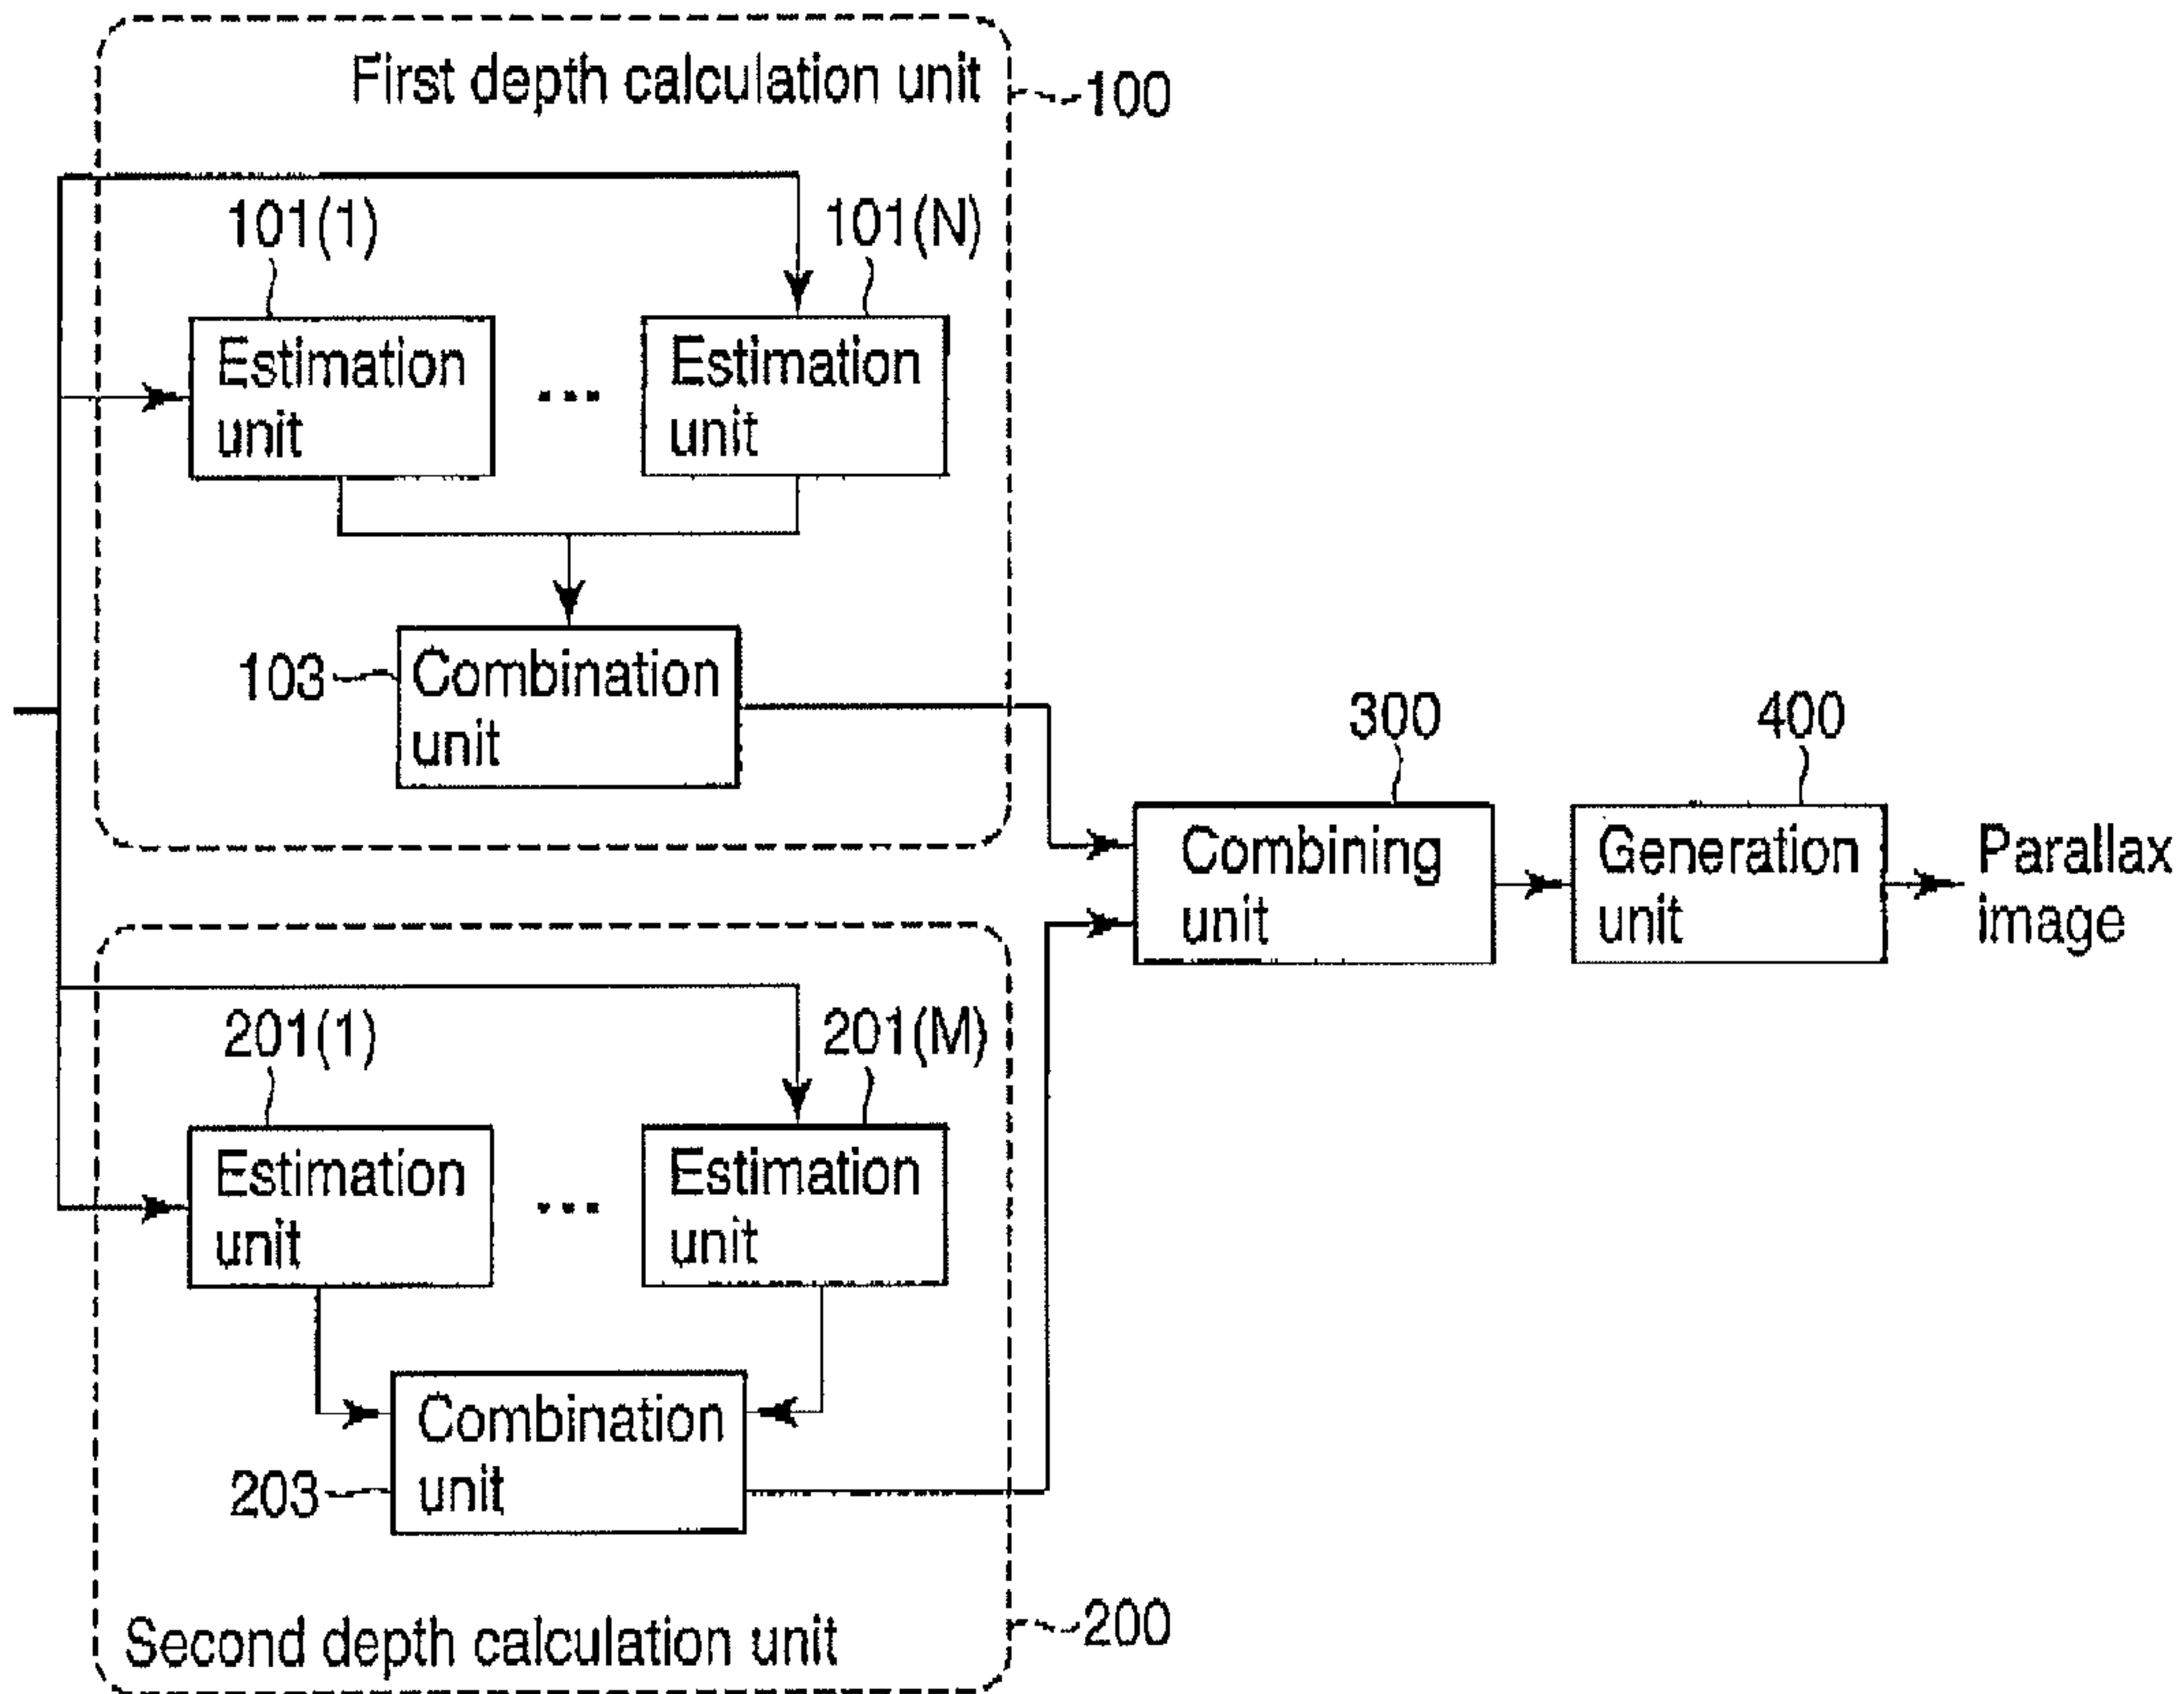 First depth calculation unit
100
101(1)
101(N)
Estimation
unit
...
Estimation
unit
103
Combination
unit
300
400
Combining
unit
Generation
unit
Parallax
image
201(1)
201(M)
Estimation
unit
...
Estimation
unit
Combination
unit
203
Second depth calculation unit
200